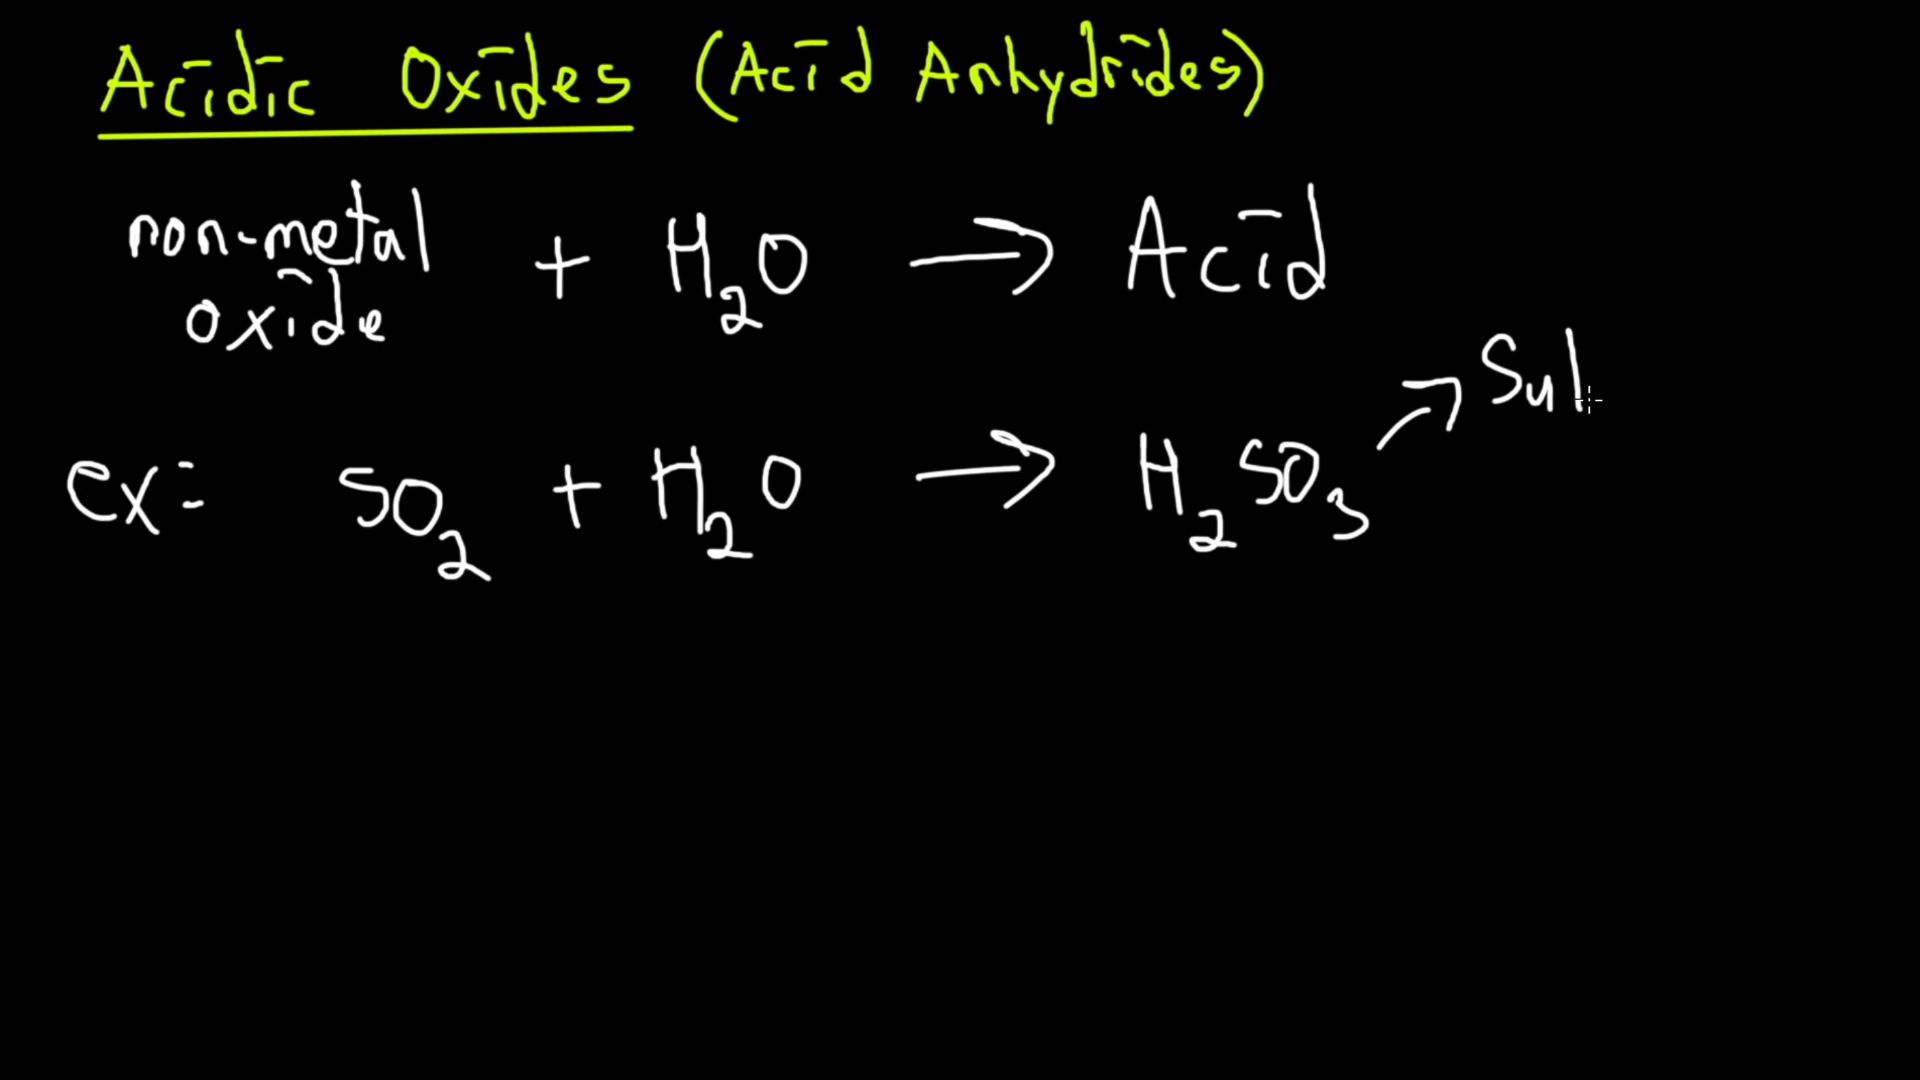 Acidic Oxides (Acid Anhydrides)
non-metal oxide + H₂O → Acid
ex: SO₂ + H₂O → H₂SO₃ → Sul